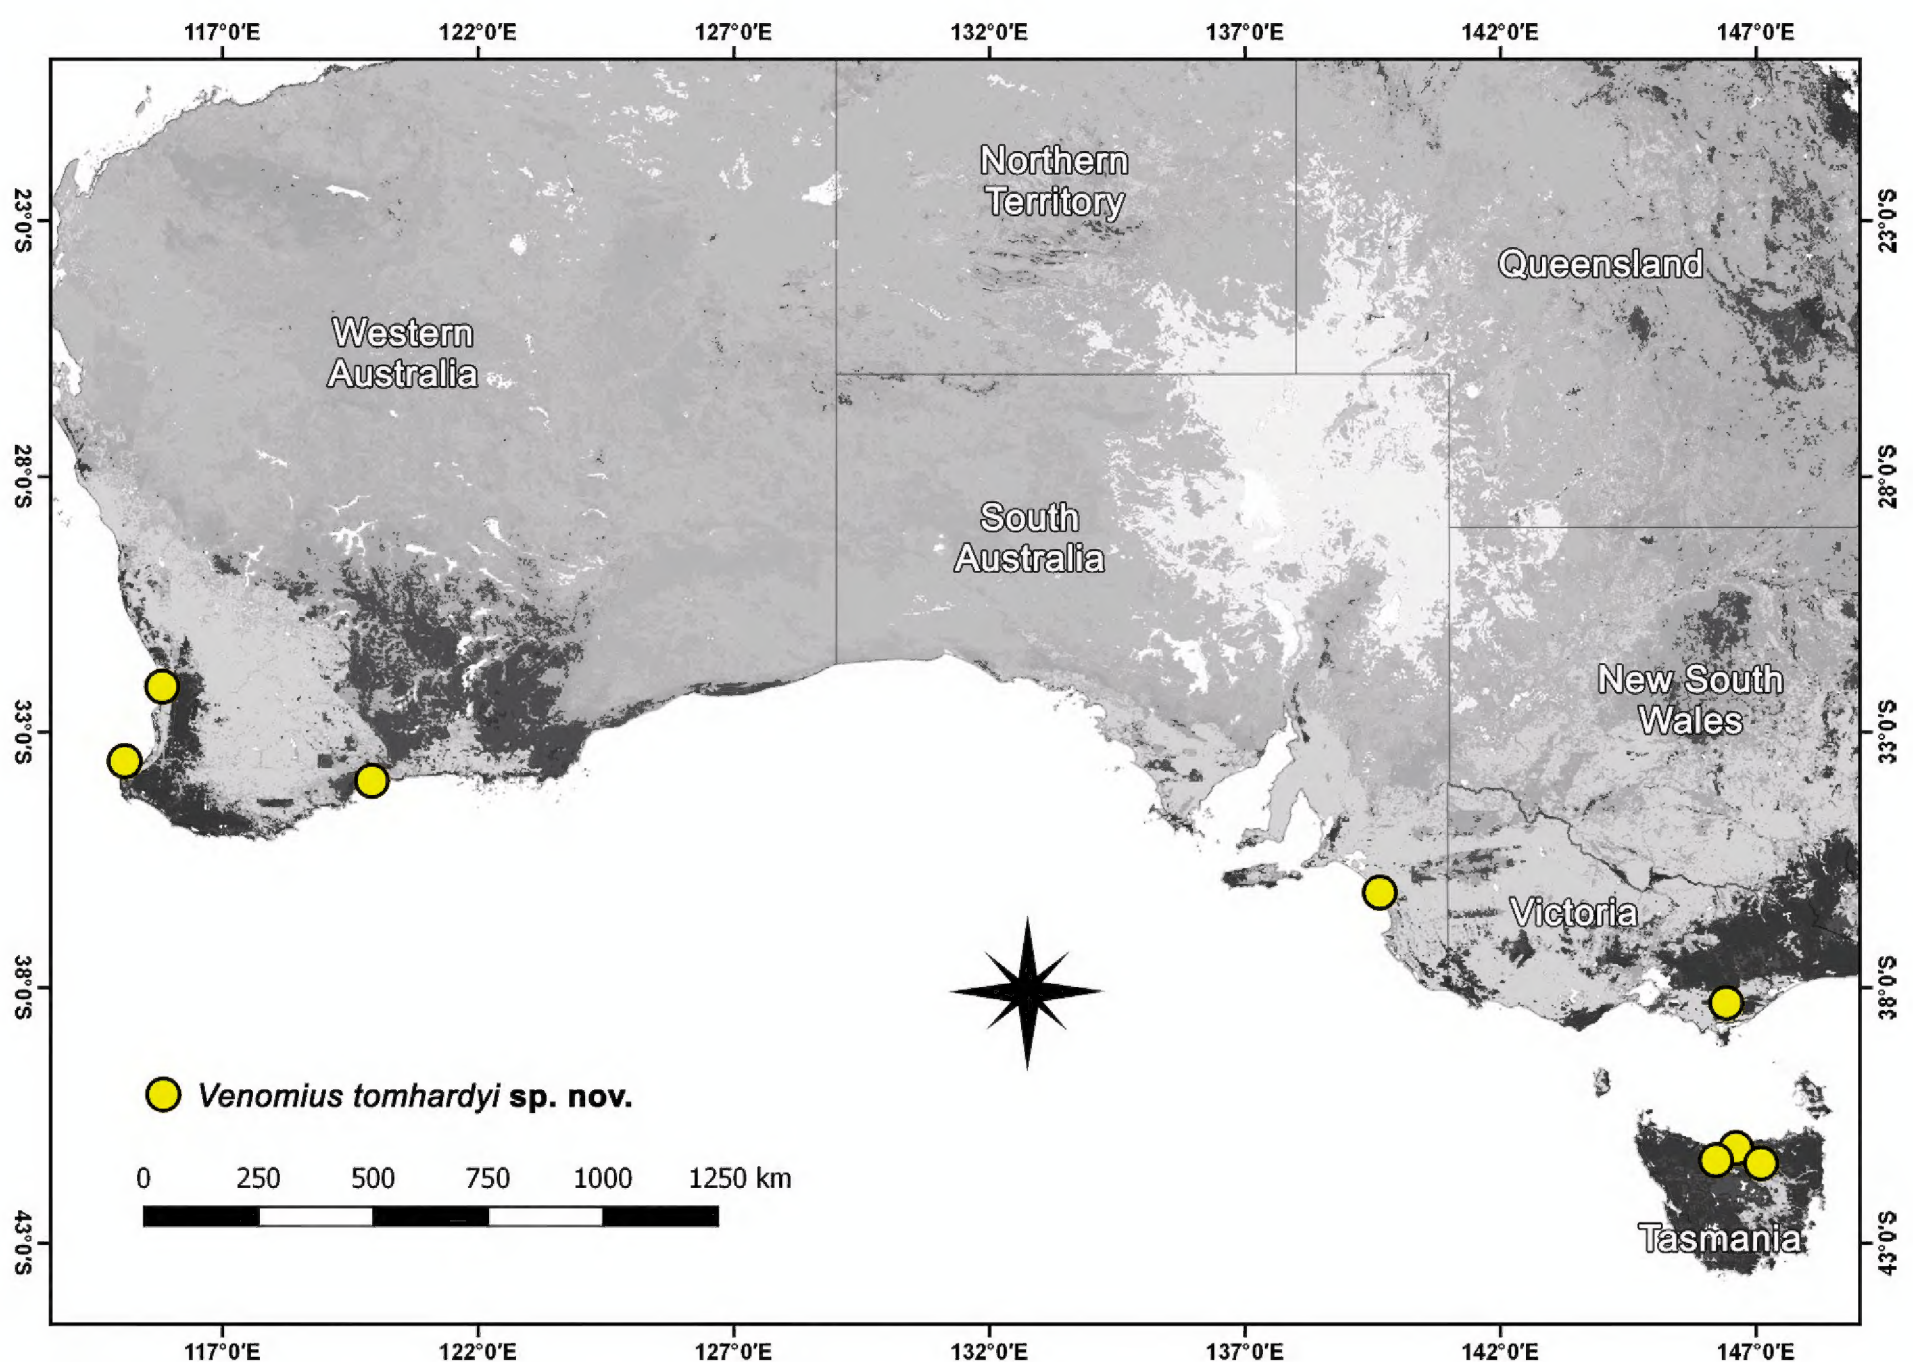 117°0'E 122°0'E 127°0'E 132°0'E 137°0'E 142°0'E 147°0'E
Northern
Territory
23°0'S
23°0'S
Queensland
Western
Australia
28°0'S
28°0'S
South
Australia
New South
Wales
33°0'S
33°0'S
Victoria
38°0'S
38°0'S
Venomius tomhardyi sp. nov.
0 250 500 750 1000 1250 km
Tasmania
43°0'S
43°0'S
117°0'E 122°0'E 127°0'E 132°0'E 137°0'E 142°0'E 147°0'E